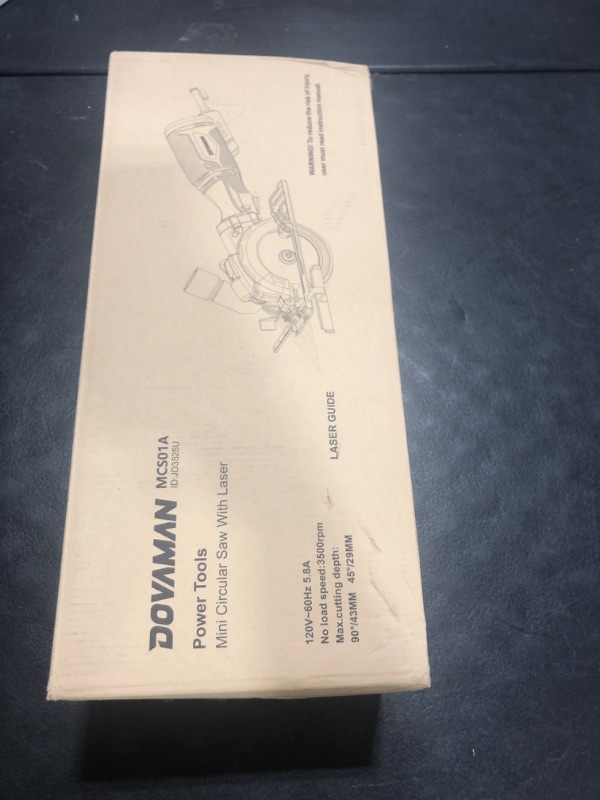 DOVAMAN MCS01A
ID:JD3525U
Power Tools
Mini Circular Saw With Laser
120V~60Hz 5.8A
No load speed:3500rpm
Max.cutting depth:
90°/43MM 45°/29MM
LASER GUIDE
WARNING! To reduce the risk of injury,
user must read instruction manual.